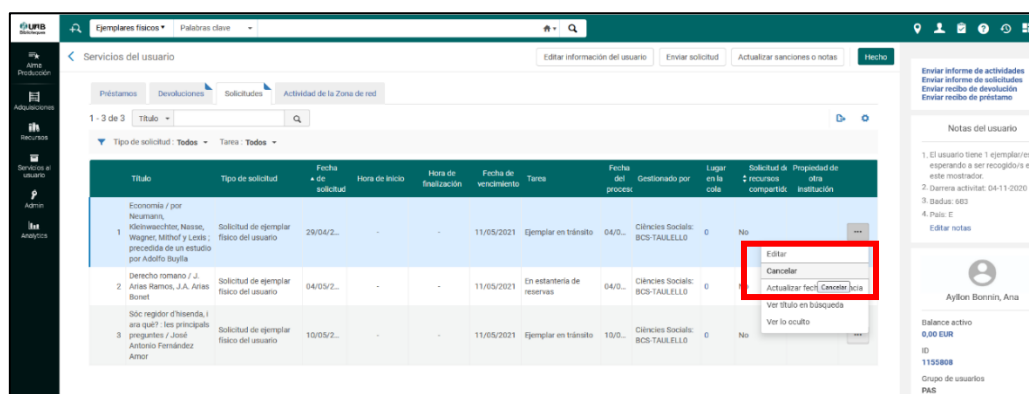 UAB
Biblioteques
Ejemplares físicos
Palabras clave
Alma
Producción
Adquisiciones
Recursos
Servicios al
usuario
Admin
Analytics
Servicios del usuario
Editar información del usuario
Enviar solicitud
Actualizar sanciones o notas
Hecho
Préstamos
Devoluciones
Solicitudes
Actividad de la Zona de red
1 - 3 de 3
Título
Tipo de solicitud : Todos
Tarea : Todos
Título
Tipo de solicitud
Fecha
de
solicitud
Hora de inicio
Hora de
finalización
Fecha de
vencimiento
Tarea
Fecha
del
proces
Gestionado por
Lugar
en la
cola
Solicitud de
recursos
compartido
Propiedad de
otra
institución
1
Economía / por
Neumann,
Kleinwaechter, Nasse,
Wagner, Mithof y Lexis ;
precedida de un estudio
por Adolfo Buylla
Solicitud de ejemplar
físico del usuario
29/04/2...
-
-
11/05/2021
Ejemplar en tránsito
04/0...
Ciències Socials:
BCS-TAULELL0
0
No
...
2
Derecho romano / J.
Arias Ramos, J.A. Arias
Bonet
Solicitud de ejemplar
físico del usuario
04/05/2...
-
-
11/05/2021
En estantería de
reservas
04/0...
Ciències Socials:
BCS-TAULELL0
0
3
Sóc regidor d'hisenda, i
ara què? : les principals
preguntes / José
Antonio Fernández
Amor
Solicitud de ejemplar
físico del usuario
10/05/2...
-
-
11/05/2021
Ejemplar en tránsito
10/0...
Ciències Socials:
BCS-TAULELL0
0
No
...
Editar
Cancelar
Actualizar fech
Cancelar
ncia
Ver título en búsqueda
Ver lo oculto
Enviar informe de actividades
Enviar informe de solicitudes
Enviar recibo de devolución
Enviar recibo de préstamo
Notas del usuario
1. El usuario tiene 1 ejemplar/es
esperando a ser recogido/s e
este mostrador.
2. Darrera activitat: 04-11-2020
3. Badus: 683
4. País: E
Editar notas
Ayllon Bonnin, Ana
Balance activo
0,00 EUR
ID
1155808
Grupo de usuarios
PAS